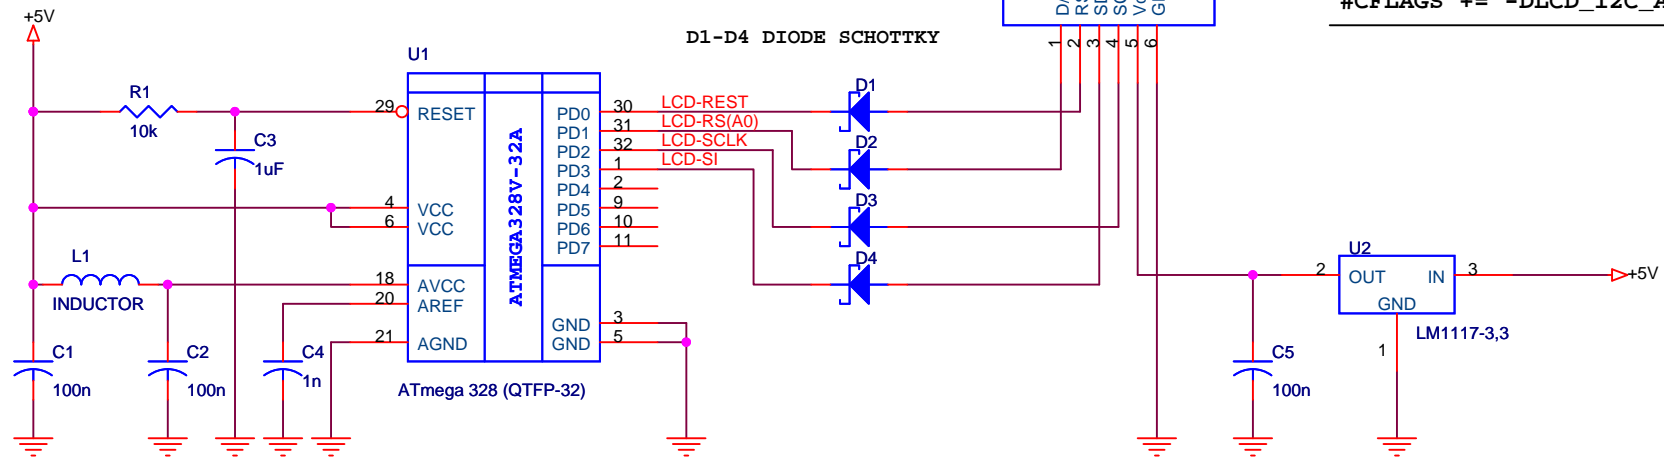 #CFLAGS += -DLCD_I2C_A
+5V
D1-D4 DIODE SCHOTTKY
1
2
3
4
5
6
U1
R1
10k
C3
1uF
29
RESET
4
VCC
6
VCC
L1
INDUCTOR
18
AVCC
20
AREF
21
AGND
C1
100n
C2
100n
C4
1n
ATMEGA328V-32A
PD0
30
LCD-REST
PD1
31
LCD-RS(A0)
PD2
32
LCD-SCLK
PD3
1
LCD-SI
PD4
2
PD5
9
PD6
10
PD7
11
GND
3
GND
5
ATmega 328 (QTFP-32)
D1
D2
D3
D4
U2
2
OUT
IN
3
+5V
GND
LM1117-3,3
1
C5
100n